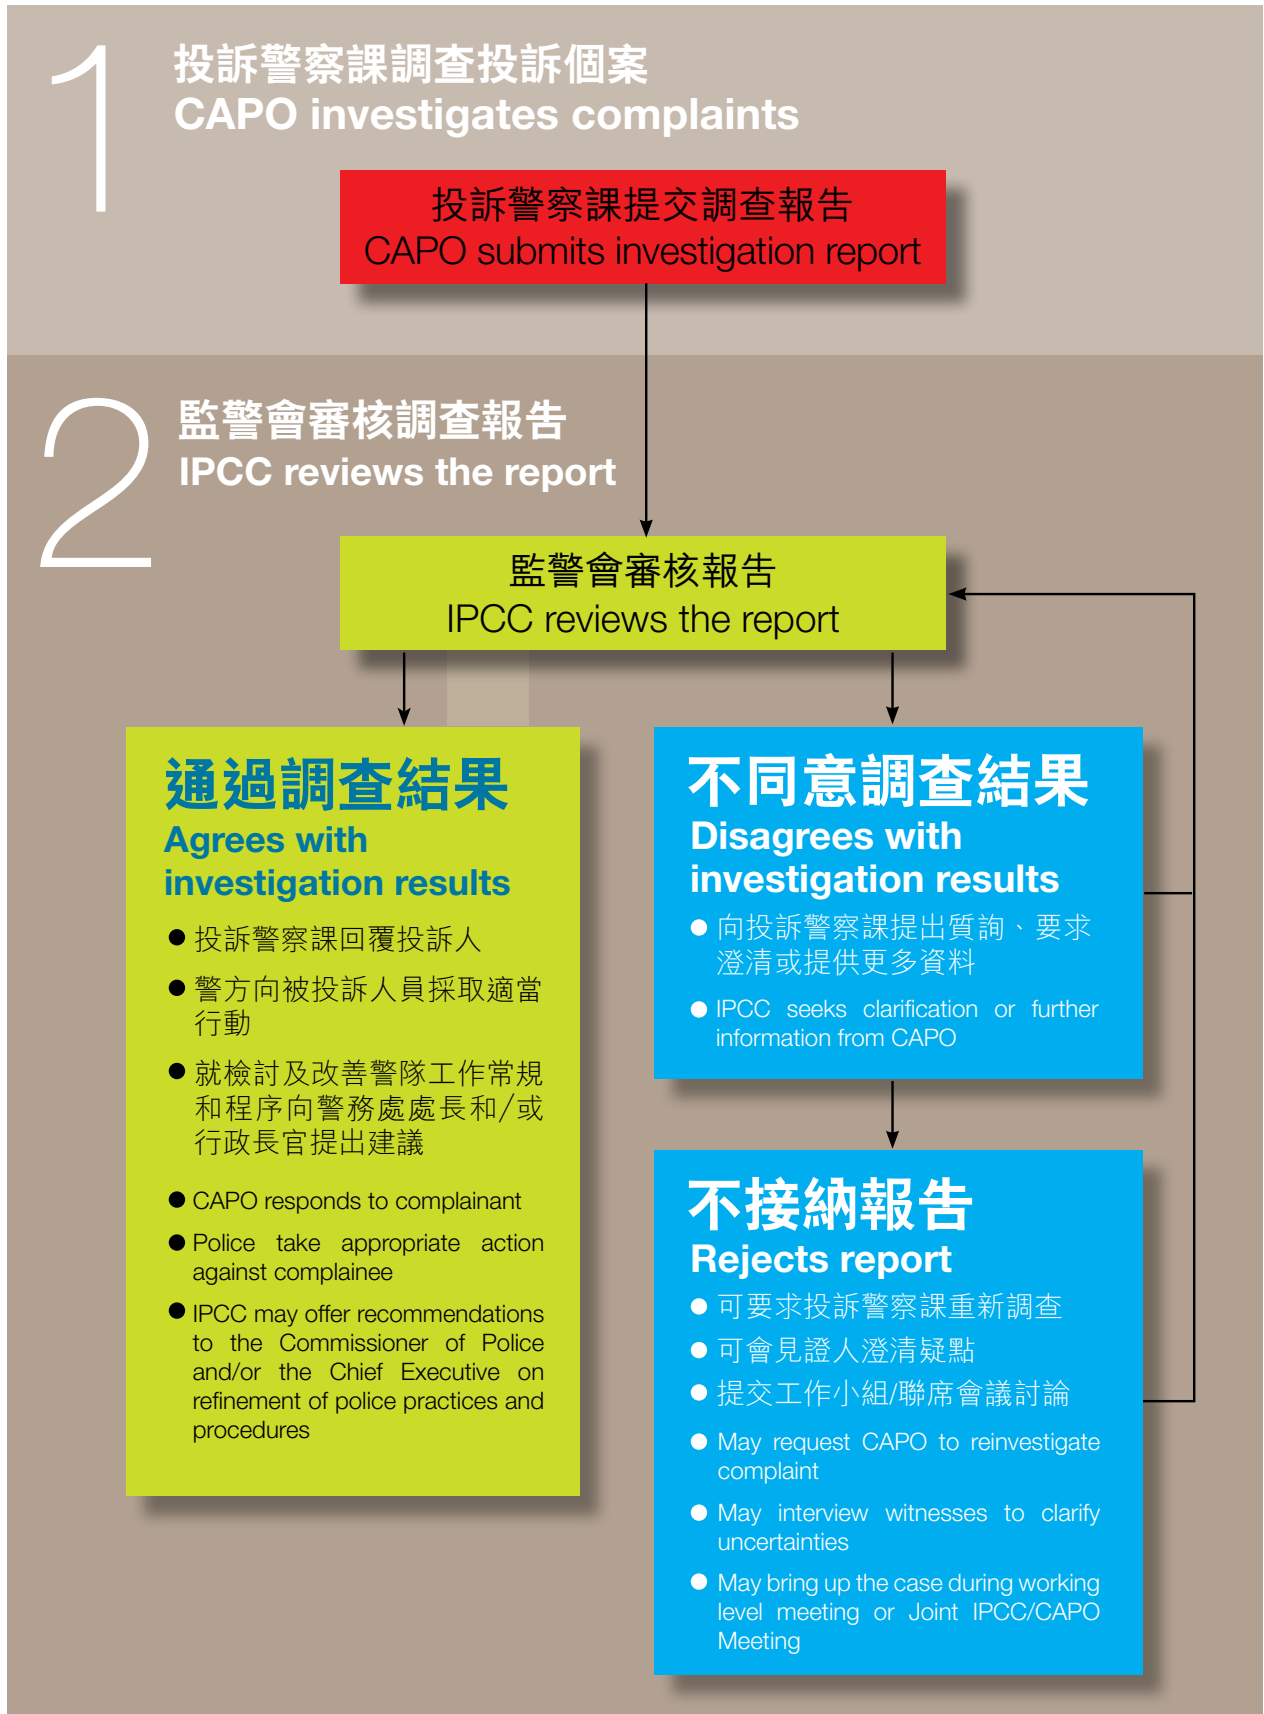 1
投訴警察課調查投訴個案
CAPO investigates complaints
投訴警察課提交調查報告
CAPO submits investigation report
2
監警會審核調查報告
IPCC reviews the report
監警會審核報告
IPCC reviews the report
通過調查結果
Agrees with
investigation results
● 投訴警察課回覆投訴人
● 警方向被投訴人員採取適當
行動
● 就檢討及改善警隊工作常規
和程序向警務處處長和/或
行政長官提出建議
● CAPO responds to complainant
● Police take appropriate action
against complainee
● IPCC may offer recommendations
to the Commissioner of Police
and/or the Chief Executive on
refinement of police practices and
procedures
不同意調查結果
Disagrees with
investigation results
● 向投訴警察課提出質詢、要求
澄清或提供更多資料
● IPCC seeks clarification or further
information from CAPO
不接納報告
Rejects report
● 可要求投訴警察課重新調查
● 可會見證人澄清疑點
● 提交工作小組/聯席會議討論
● May request CAPO to reinvestigate
complaint
● May interview witnesses to clarify
uncertainties
● May bring up the case during working
level meeting or Joint IPCC/CAPO
Meeting